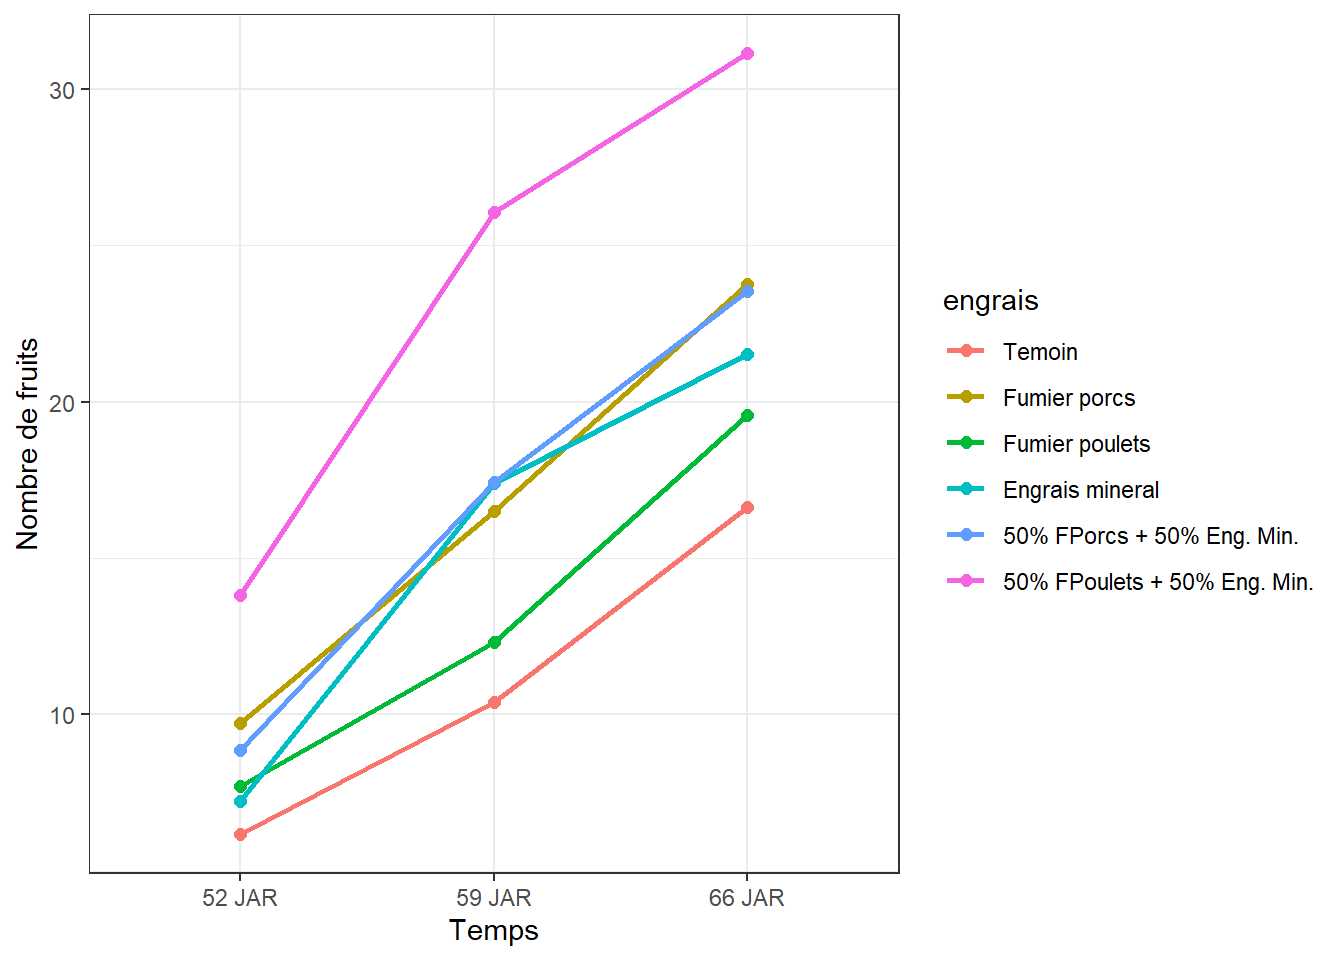 30
20
10
Nombre de fruits
52 JAR
59 JAR
66 JAR
Temps
engrais
Temoin
Fumier porcs
Fumier poulets
Engrais mineral
50% FPorcs + 50% Eng. Min.
50% FPoulets + 50% Eng. Min.